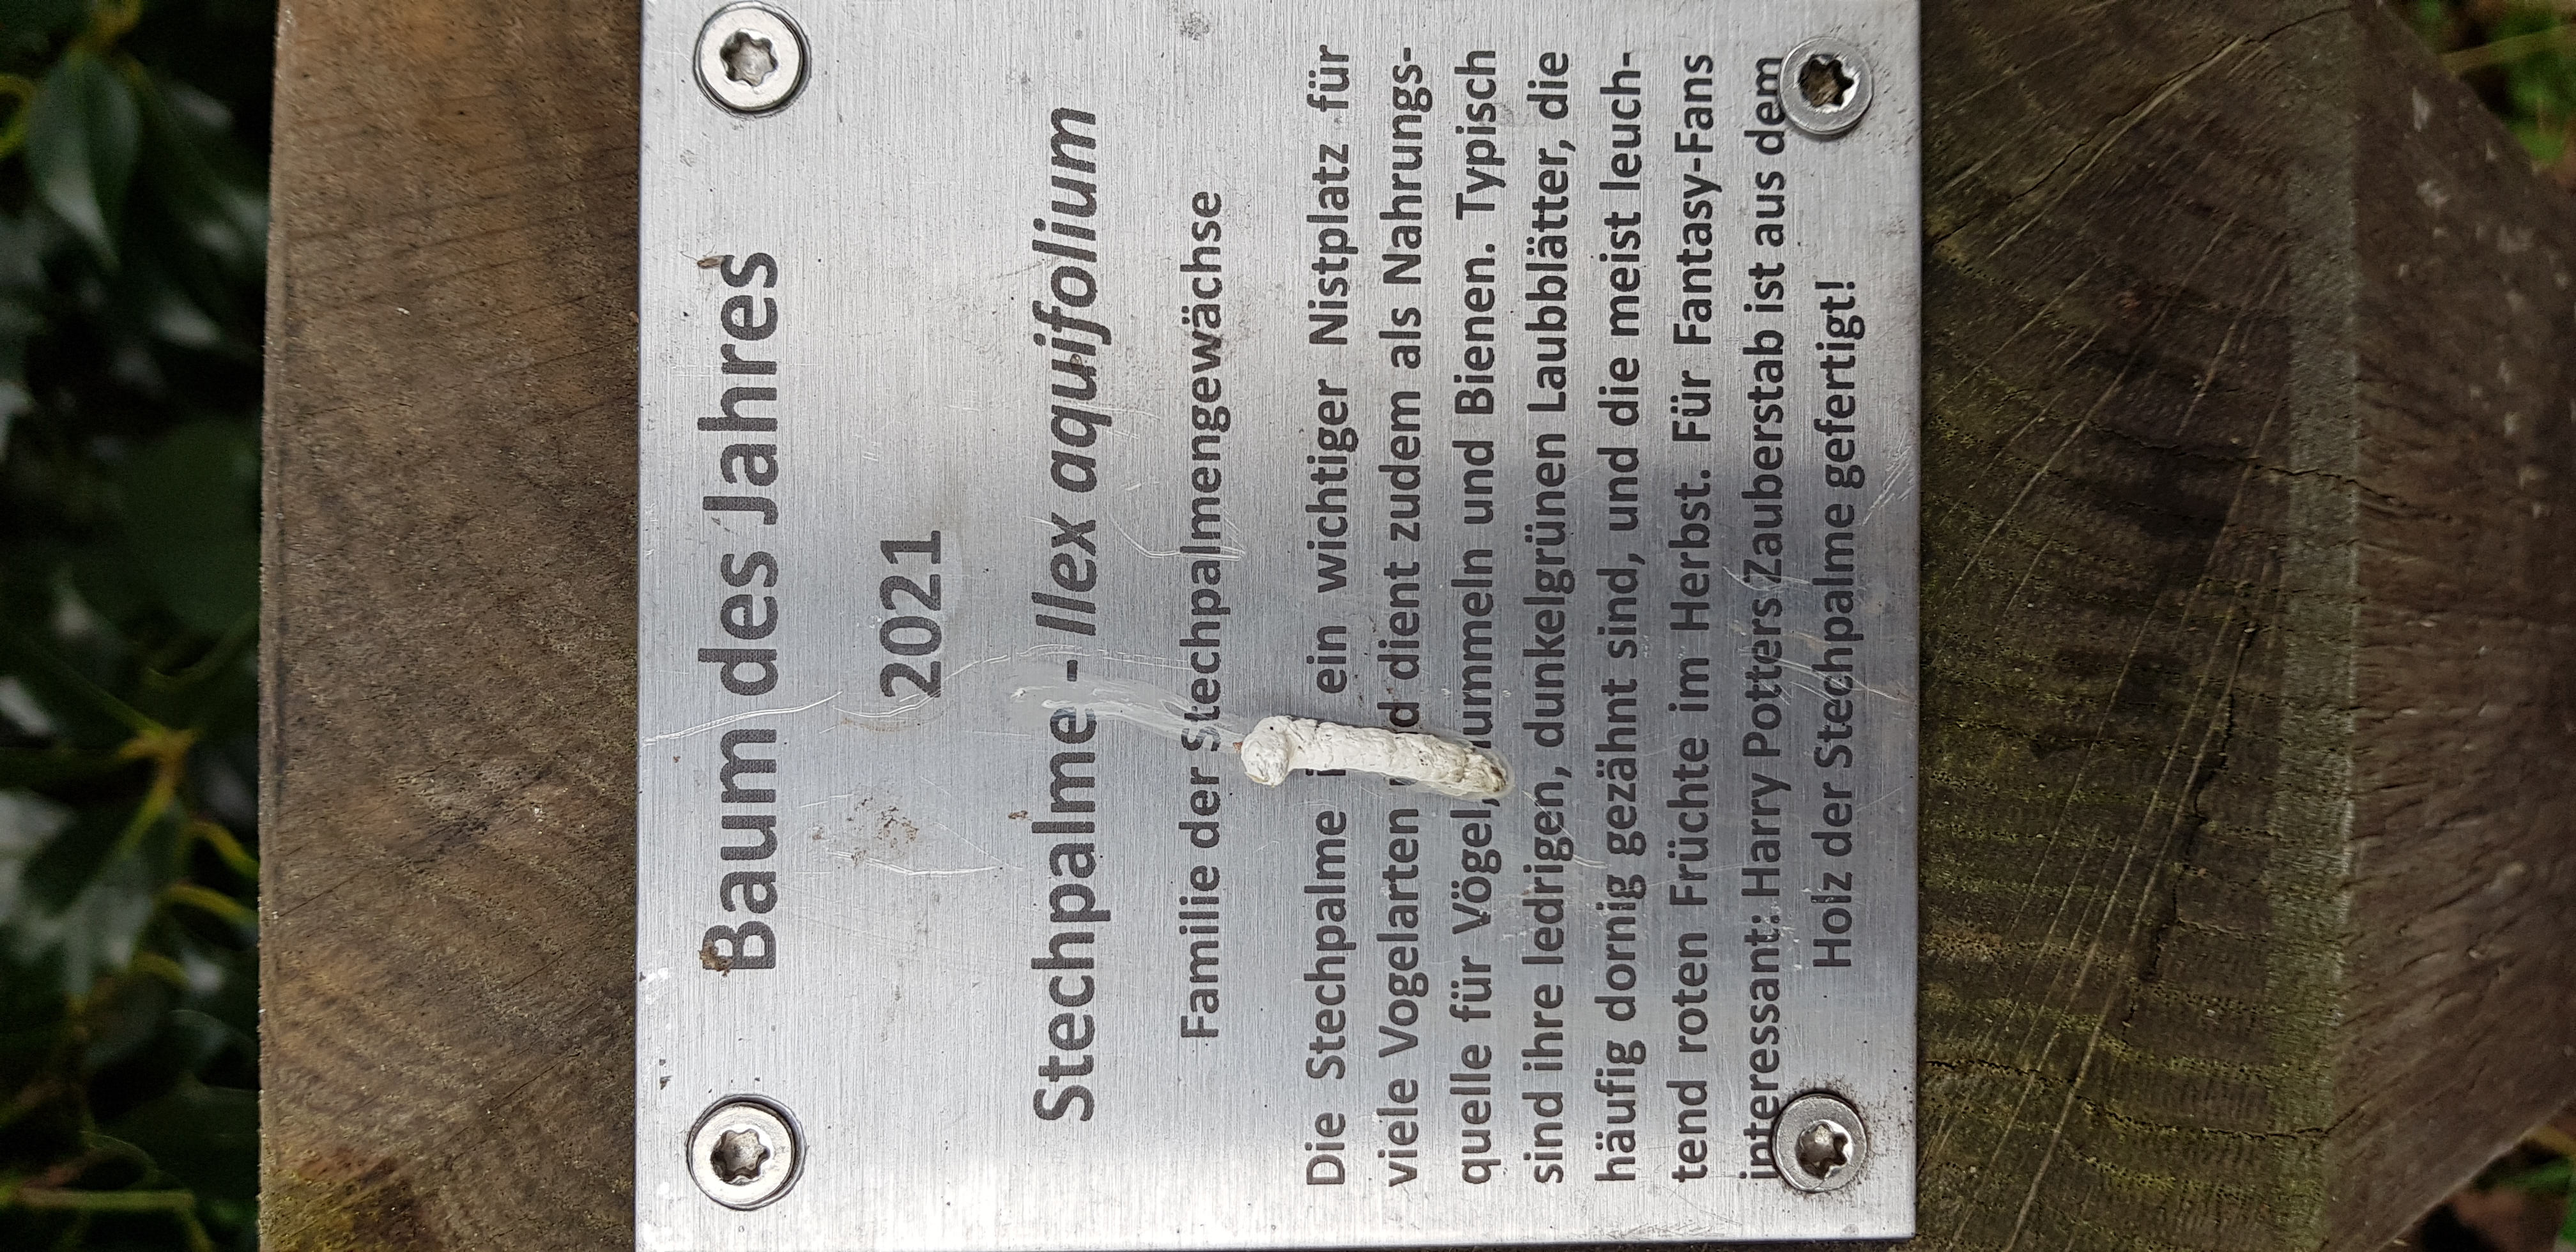 Baum des Jahres
2021
Stechpalme - Ilex aquifolium
Familie der Stechpalmengewächse
Die Stechpalme ein wichtiger Nistplatz für
viele Vogelarten dient zudem als Nahrungs-
quelle für Vögel, und Bienen. Typisch
sind ihre ledrigen, dunkelgrünen Laubblätter, die
häufig dornig gezähnt sind, und die meist leuch-
tend roten Früchte im Herbst. Für Fantasy-Fans
interessant: Harry Potters Zauberstab ist aus dem
Holz der Stechpalme gefertigt!